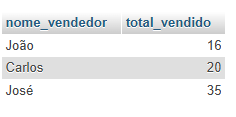 nome_vendedor total_vendido
João 16
Carlos 20
José 35